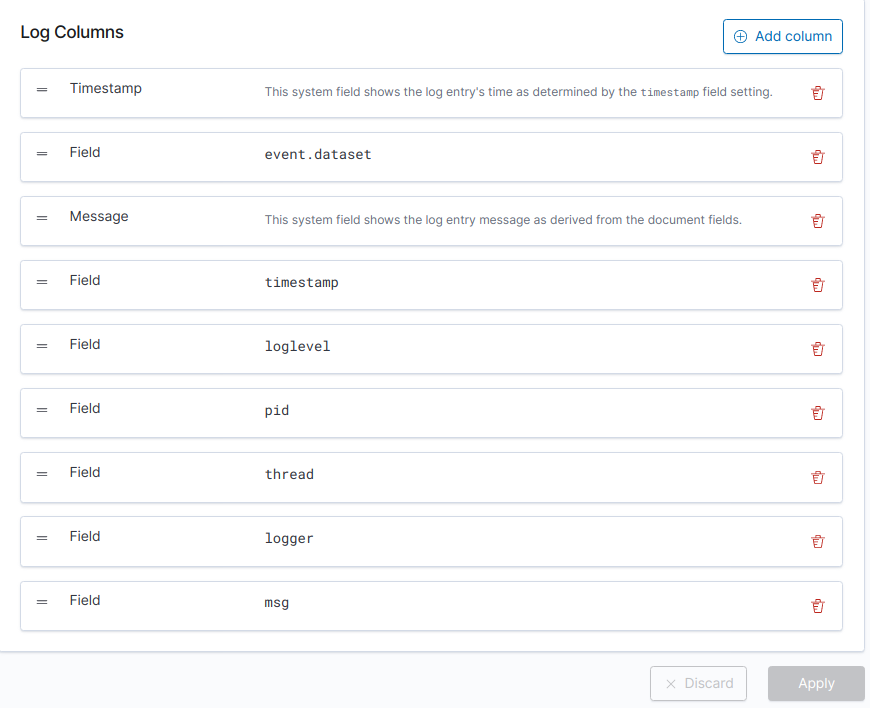 Log Columns
Add column
Timestamp This system field shows the log entry's time as determined by the timestamp field setting.
Field event.dataset
Message This system field shows the log entry message as derived from the document fields.
Field timestamp
Field loglevel
Field pid
Field thread
Field logger
Field msg
Discard Apply